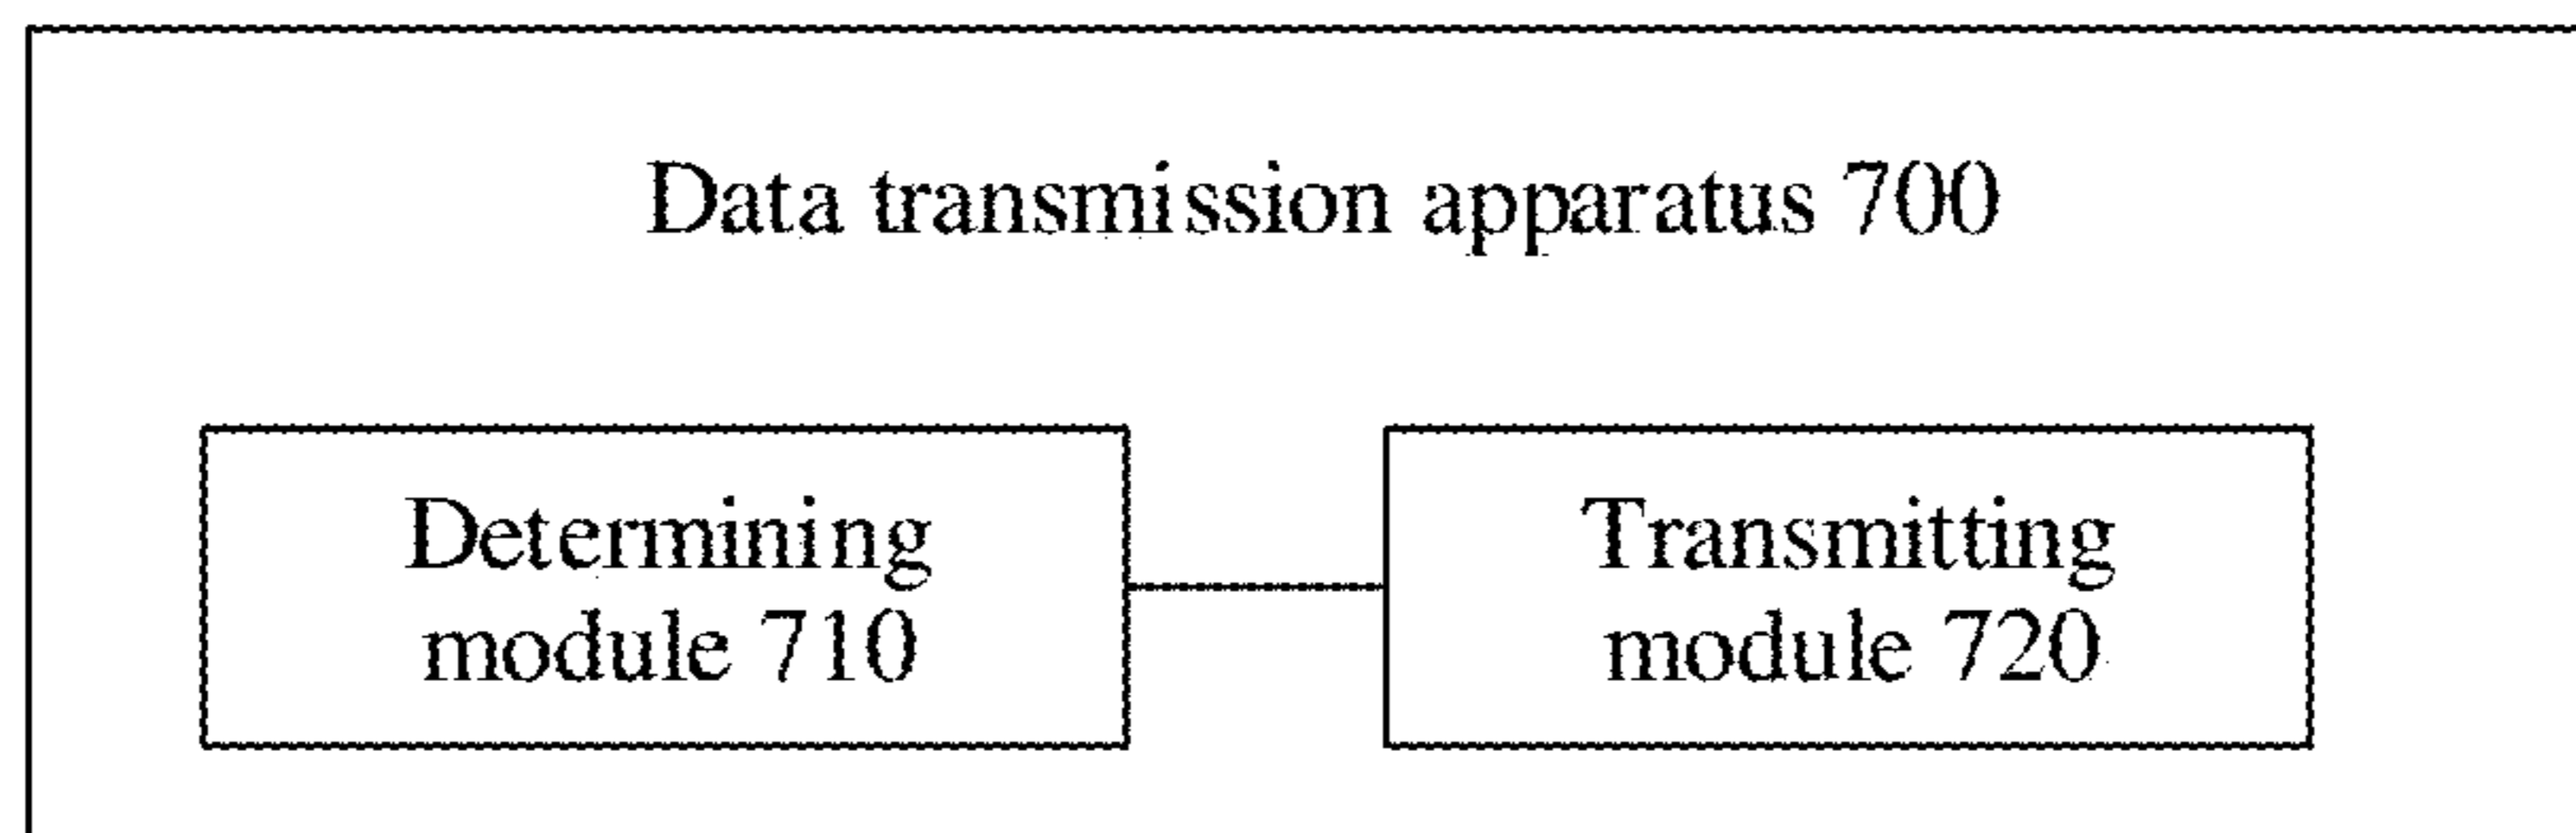 Data transmission apparatus 700
Determining
module 710
Transmitting
module 720